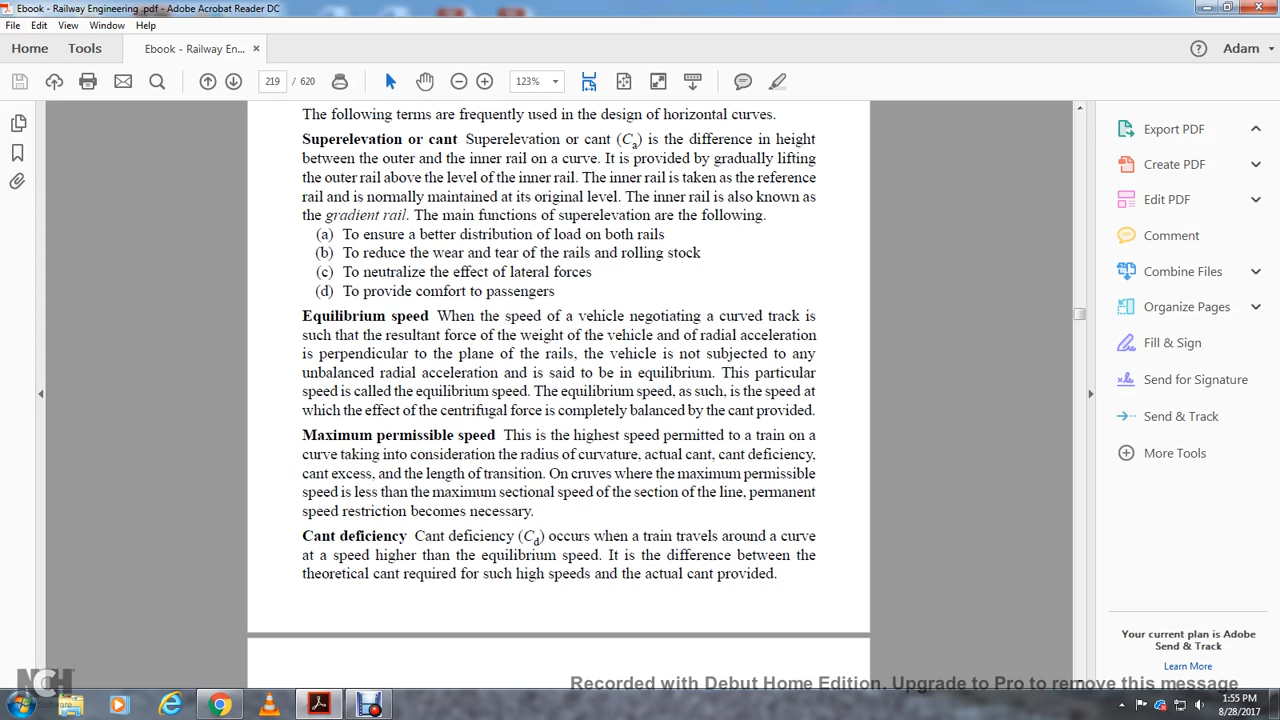 Ebook - Railway Engineering .pdf - Adobe Acrobat Reader DC
File Edit View Window Help
Home Tools Ebook - Railway En... × Adam
219 / 620 123%
The following terms are frequently used in the design of horizontal curves.
Superelevation or cant Superelevation or cant (Ca) is the difference in height
between the outer and the inner rail on a curve. It is provided by gradually lifting
the outer rail above the level of the inner rail. The inner rail is taken as the reference
rail and is normally maintained at its original level. The inner rail is also known as
the gradient rail. The main functions of superelevation are the following.
(a) To ensure a better distribution of load on both rails
(b) To reduce the wear and tear of the rails and rolling stock
(c) To neutralize the effect of lateral forces
(d) To provide comfort to passengers
Equilibrium speed When the speed of a vehicle negotiating a curved track is
such that the resultant force of the weight of the vehicle and of radial acceleration
is perpendicular to the plane of the rails, the vehicle is not subjected to any
unbalanced radial acceleration and is said to be in equilibrium. This particular
speed is called the equilibrium speed. The equilibrium speed, as such, is the speed at
which the effect of the centrifugal force is completely balanced by the cant provided.
Maximum permissible speed This is the highest speed permitted to a train on a
curve taking into consideration the radius of curvature, actual cant, cant deficiency,
cant excess, and the length of transition. On cruves where the maximum permissible
speed is less than the maximum sectional speed of the section of the line, permanent
speed restriction becomes necessary.
Cant deficiency Cant deficiency (Cd) occurs when a train travels around a curve
at a speed higher than the equilibrium speed. It is the difference between the
theoretical cant required for such high speeds and the actual cant provided.
Export PDF
Create PDF
Edit PDF
Comment
Combine Files
Organize Pages
Fill & Sign
Send for Signature
Send & Track
More Tools
Your current plan is Adobe
Send & Track
Learn More
NCH
Software
Recorded with Debut Home Edition. Upgrade to Pro to remove this message
1:55 PM
8/28/2017